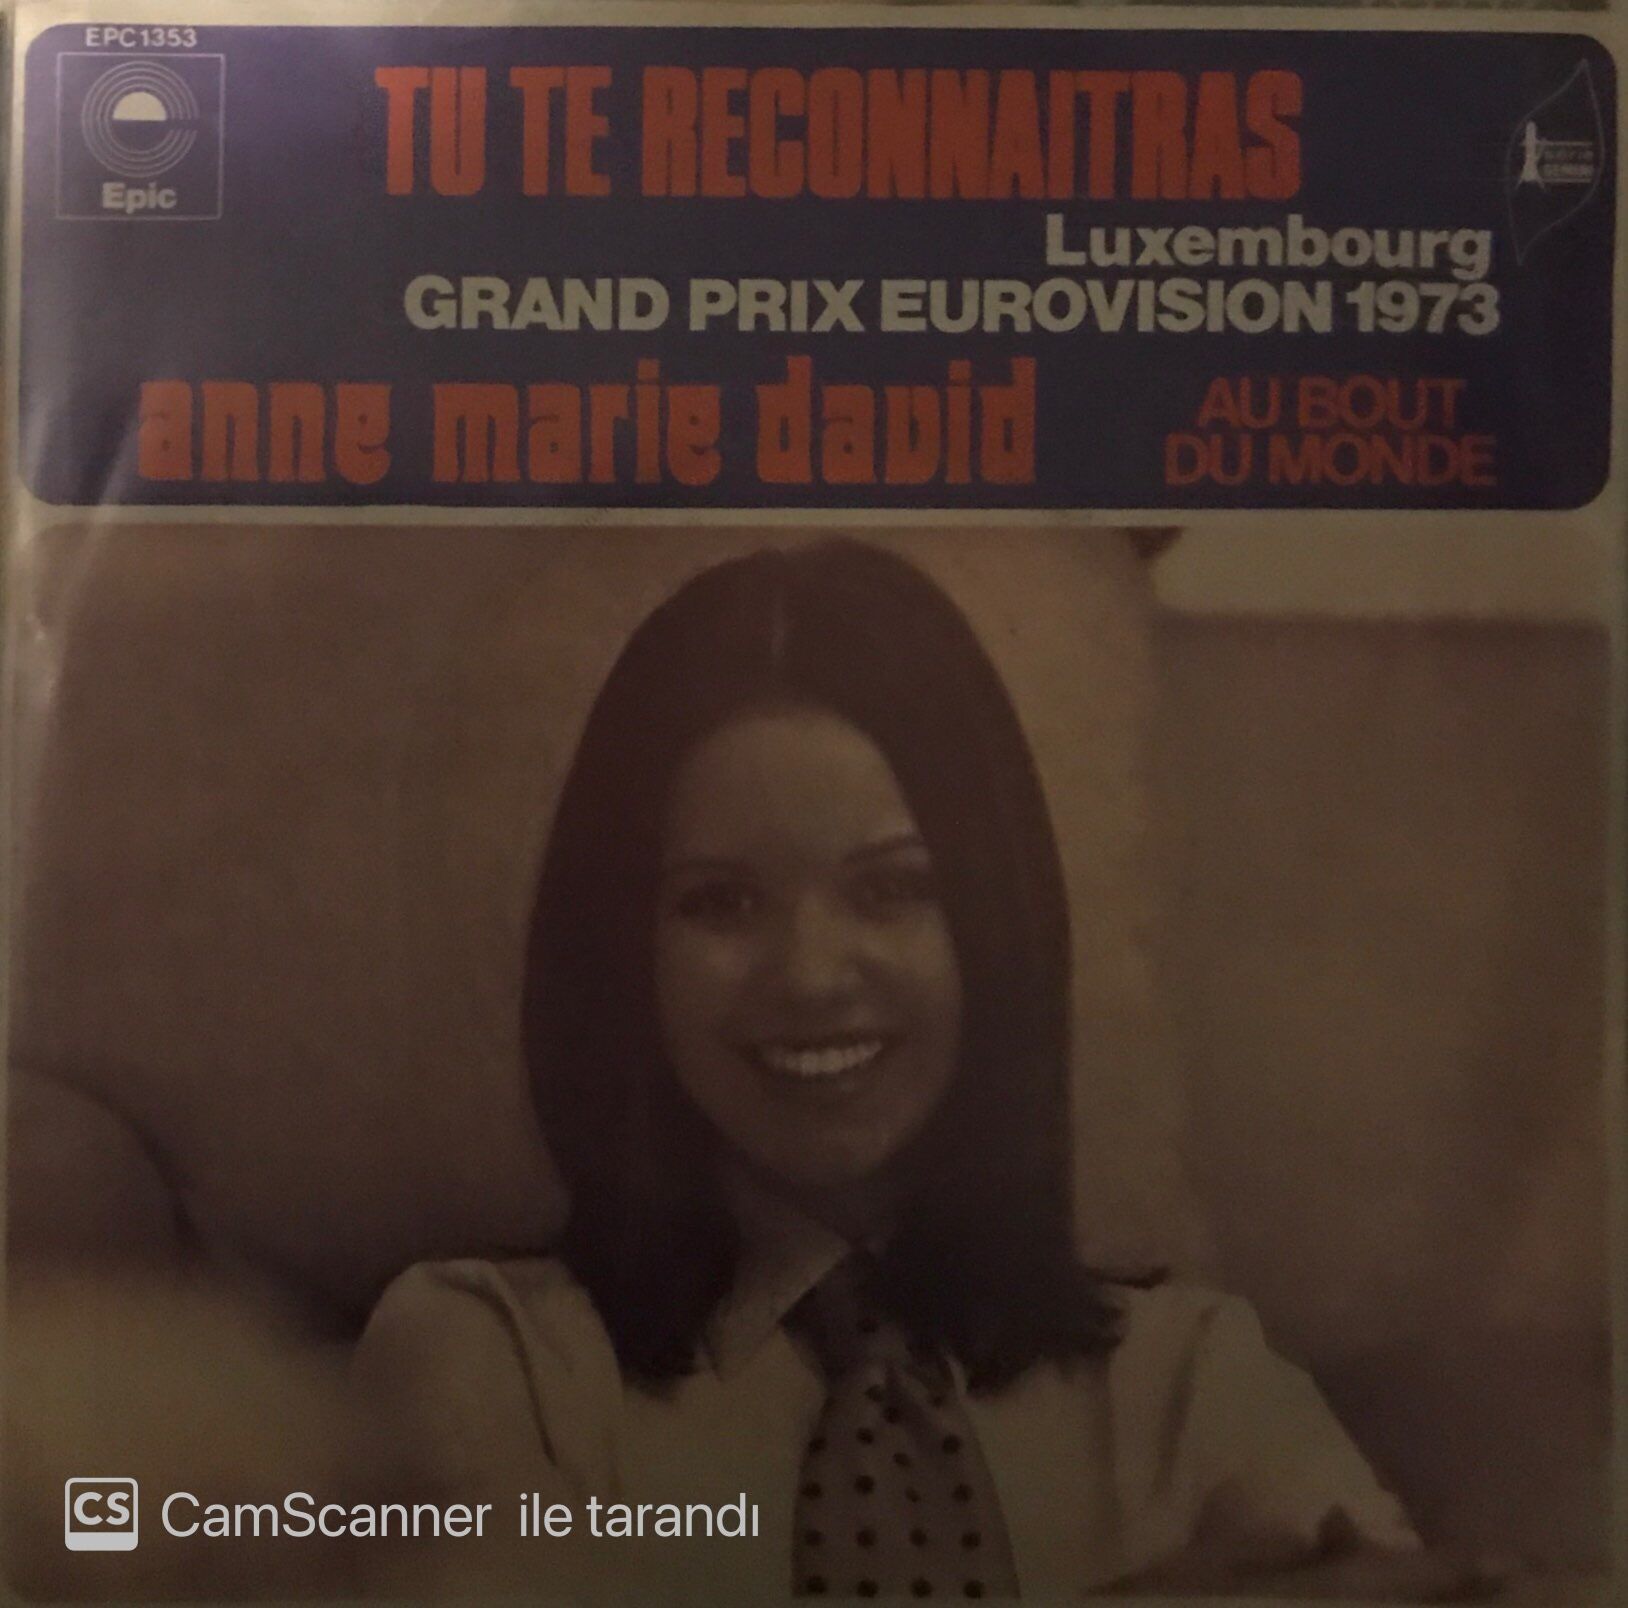 EPC 1353
Epic
TU TE RECONNAITRAS
Luxembourg
GRAND PRIX EUROVISION 1973
anne marie david
AU BOUT
DU MONDE
CS CamScanner ile tarandı